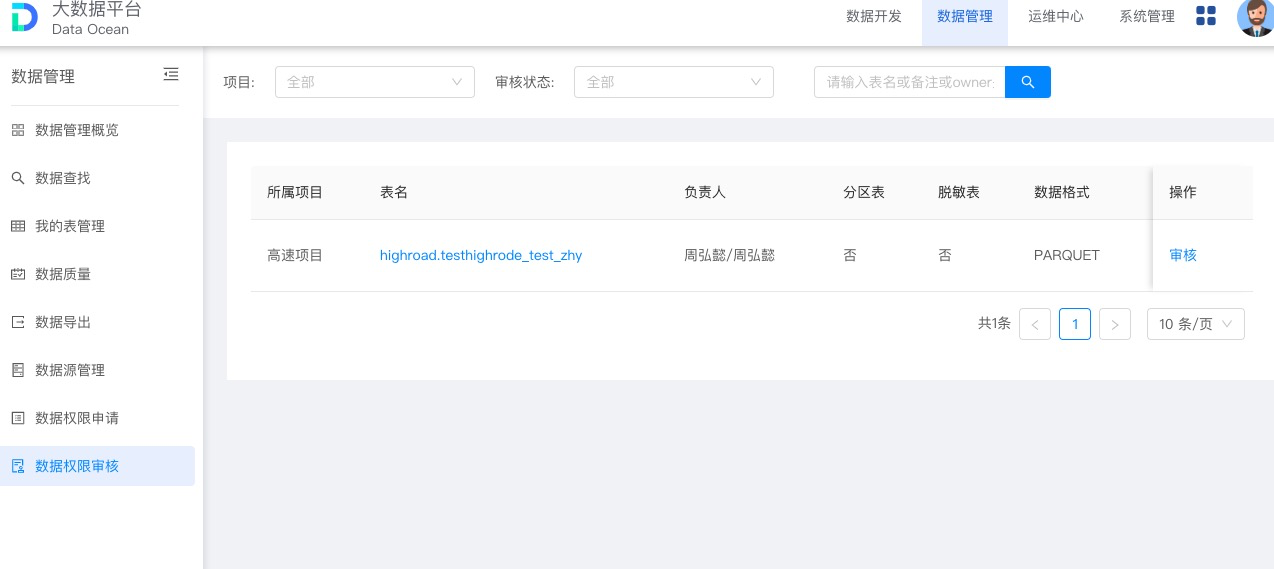 大数据平台
Data Ocean
数据开发 数据管理 运维中心 系统管理
数据管理
数据管理概览
数据查找
我的表管理
数据质量
数据导出
数据源管理
数据权限申请
数据权限审核
项目: 全部 审核状态: 全部 请输入表名或备注或owner
所属项目 表名 负责人 分区表 脱敏表 数据格式 操作
高速项目 highroad.testhighrode_test_zhy 周弘懿/周弘懿 否 否 PARQUET 审核
共1条 < 1 > 10 条/页